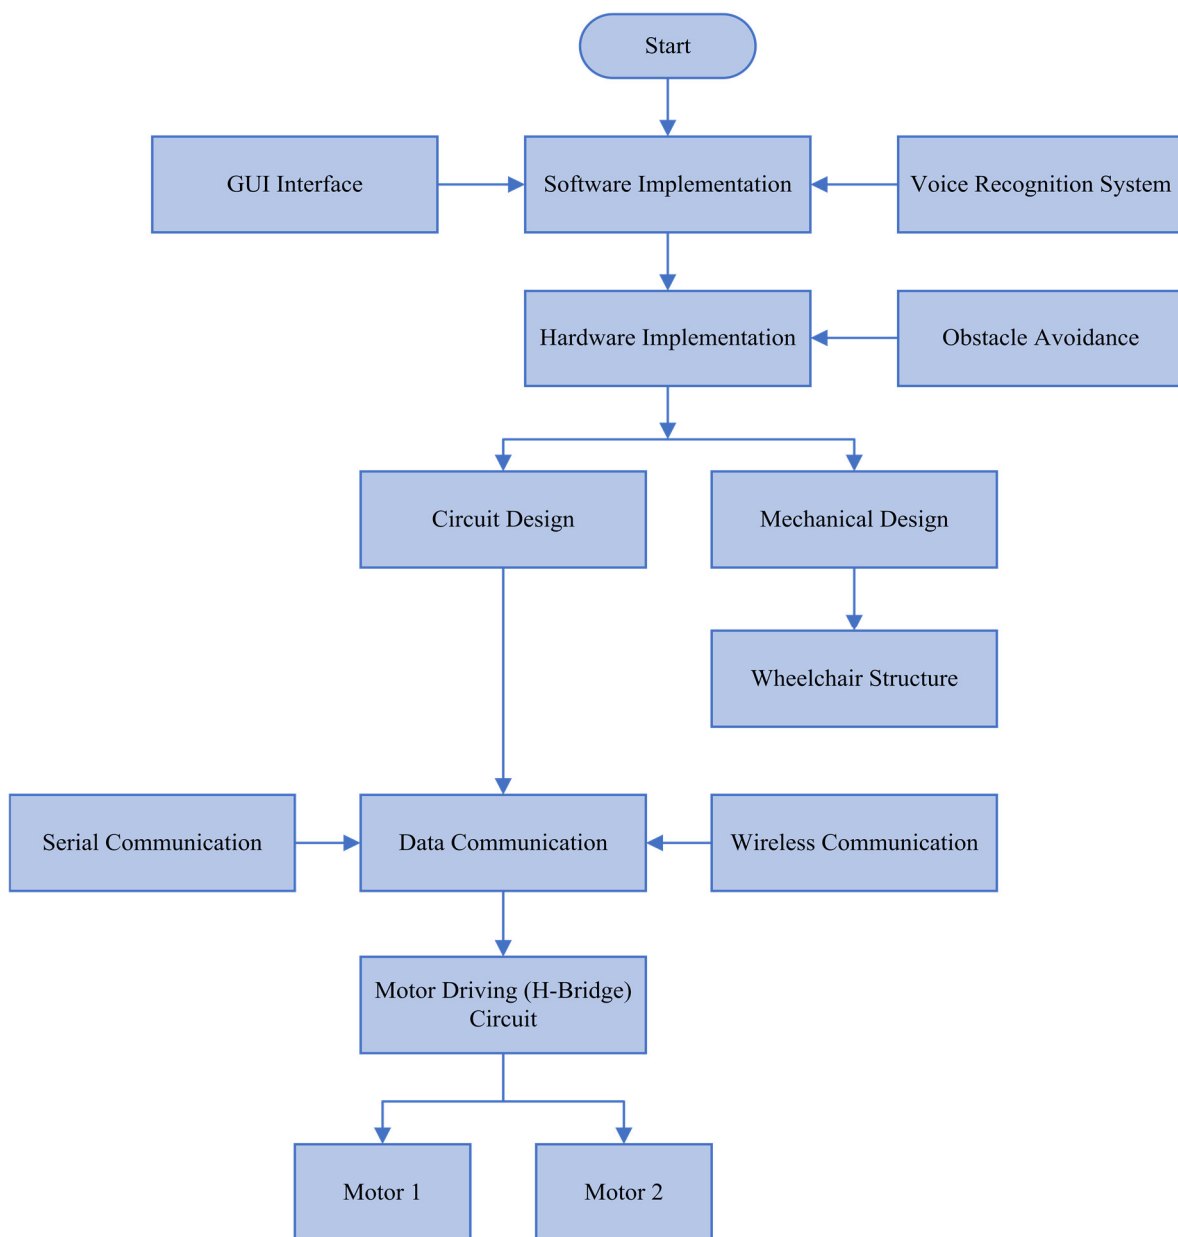 Start
GUI Interface
Software Implementation
Voice Recognition System
Hardware Implementation
Obstacle Avoidance
Circuit Design
Mechanical Design
Wheelchair Structure
Serial Communication
Data Communication
Wireless Communication
Motor Driving (H-Bridge)
Circuit
Motor 1
Motor 2